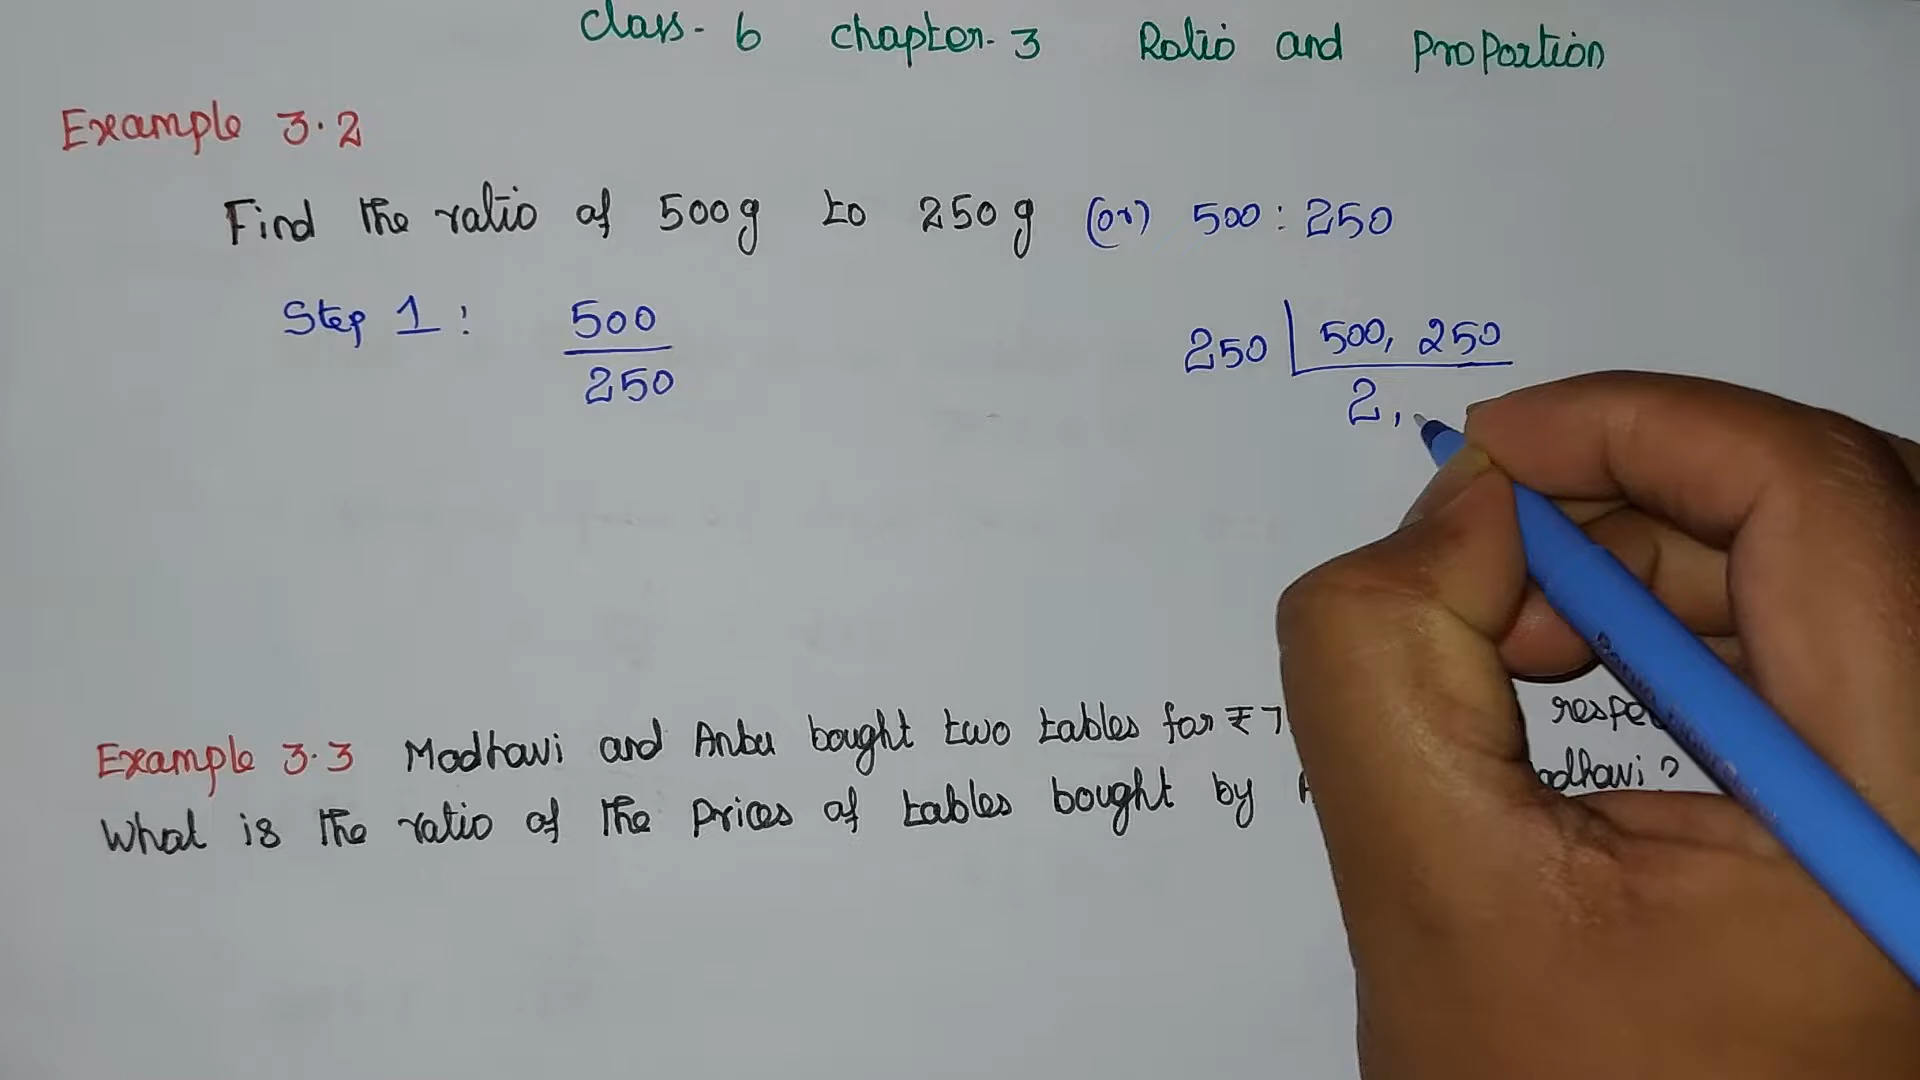 Class- 6 chapter- 3 Ratio and Proportion
Example 3.2
Find the ratio of 500g to 250g (or) 500 : 250
Step 1 : 500
250
250 500, 250
2,
Example 3.3 Madhavi and Anbu bought two tables for ₹7
What is the ratio of the prices of tables bought by